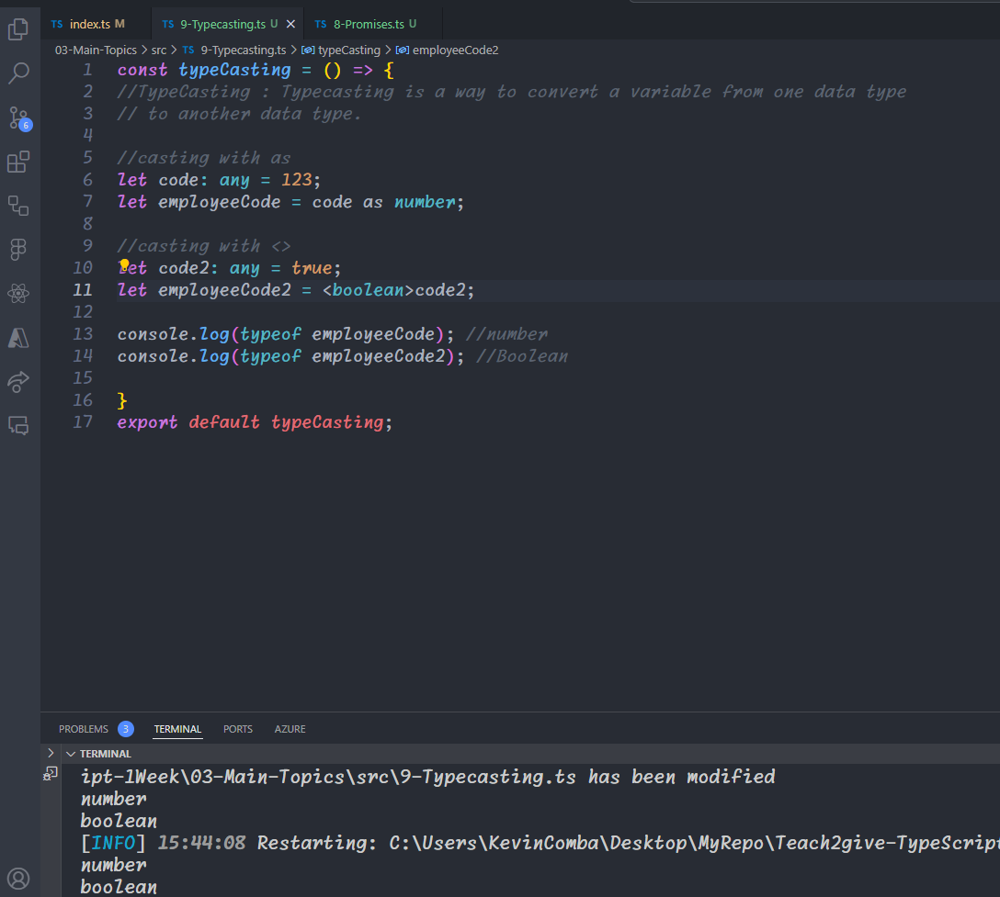 TS index.ts M
TS 9-Typecasting.ts U
TS 8-Promises.ts U
03-Main-Topics > src > TS 9-Typecasting.ts > typeCasting > employeeCode2
1 const typeCasting = () => {
2 //TypeCasting : Typecasting is a way to convert a variable from one data type
3 // to another data type.
4
5 //casting with as
6 let code: any = 123;
7 let employeeCode = code as number;
8
9 //casting with <>
10 let code2: any = true;
11 let employeeCode2 = <boolean>code2;
12
13 console.log(typeof employeeCode); //number
14 console.log(typeof employeeCode2); //Boolean
15
16 }
17 export default typeCasting;
6
PROBLEMS 3 TERMINAL PORTS AZURE
TERMINAL
ipt-1Week\03-Main-Topics\src\9-Typecasting.ts has been modified
number
boolean
[INFO] 15:44:08 Restarting: C:\Users\KevinComba\Desktop\MyRepo\Teach2give-TypeScript
number
boolean